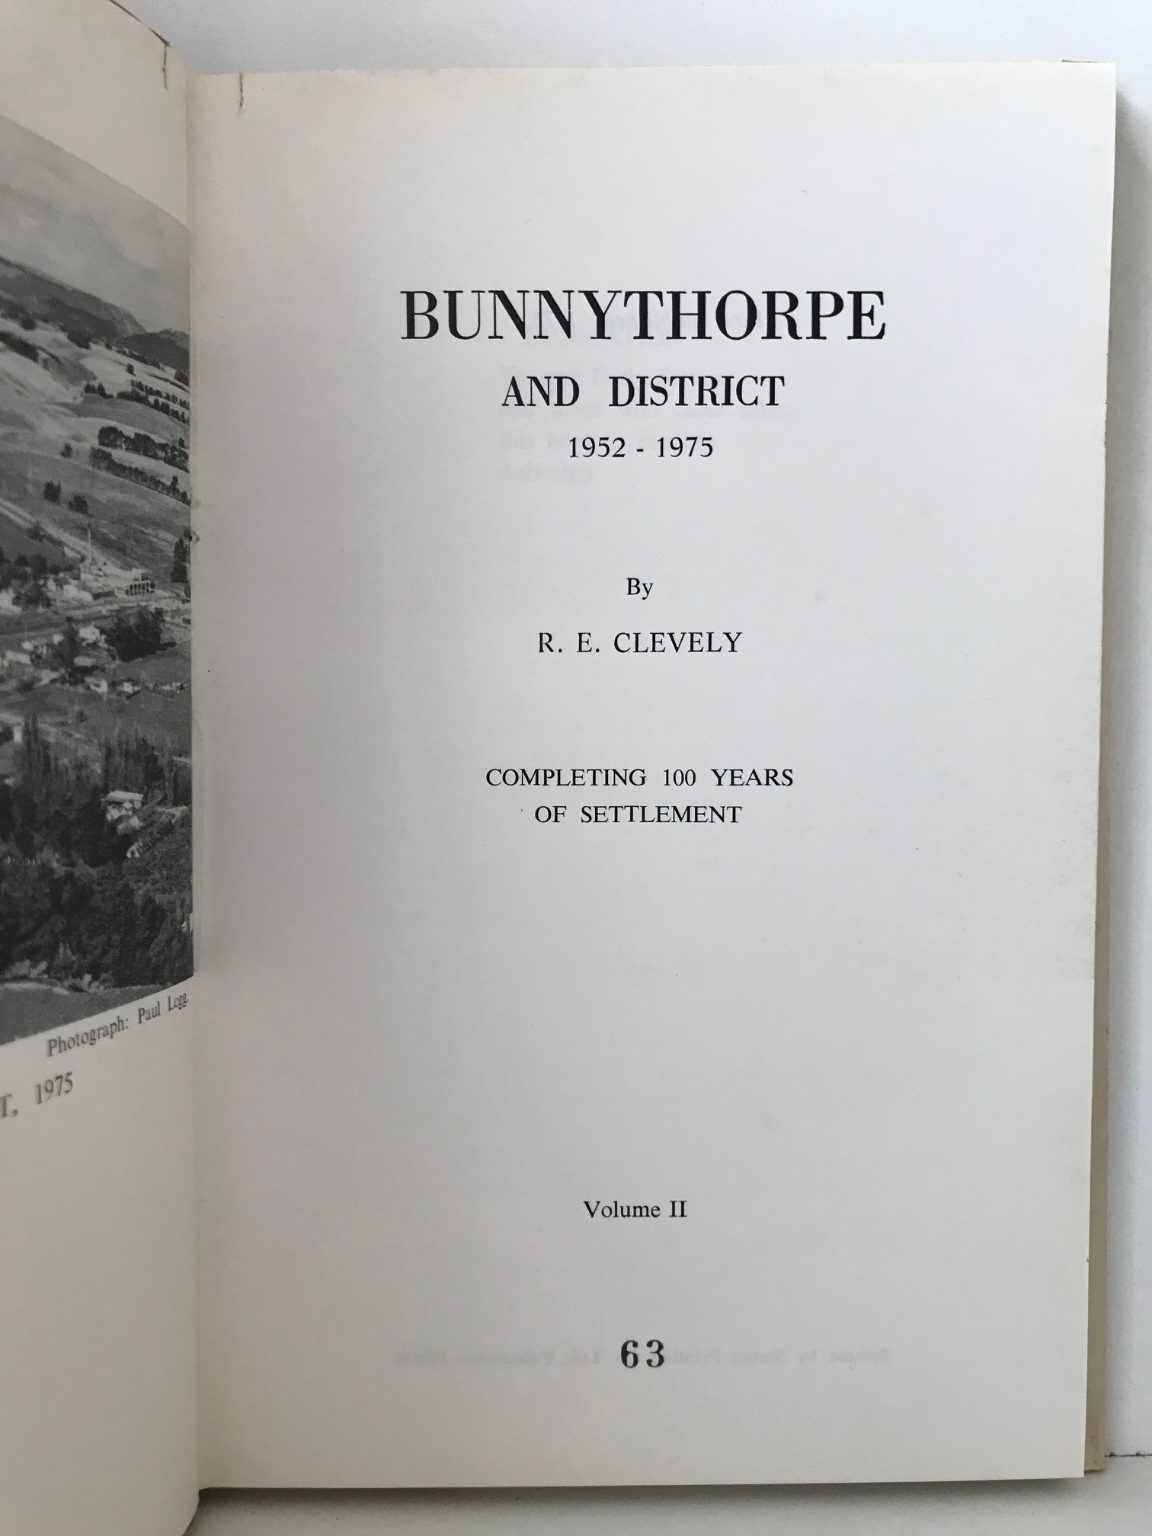 Photograph: Paul Legg.
T, 1975
BUNNYTHORPE
AND DISTRICT
1952 - 1975
By
R. E. CLEVELY
COMPLETING 100 YEARS
OF SETTLEMENT
Volume II
63